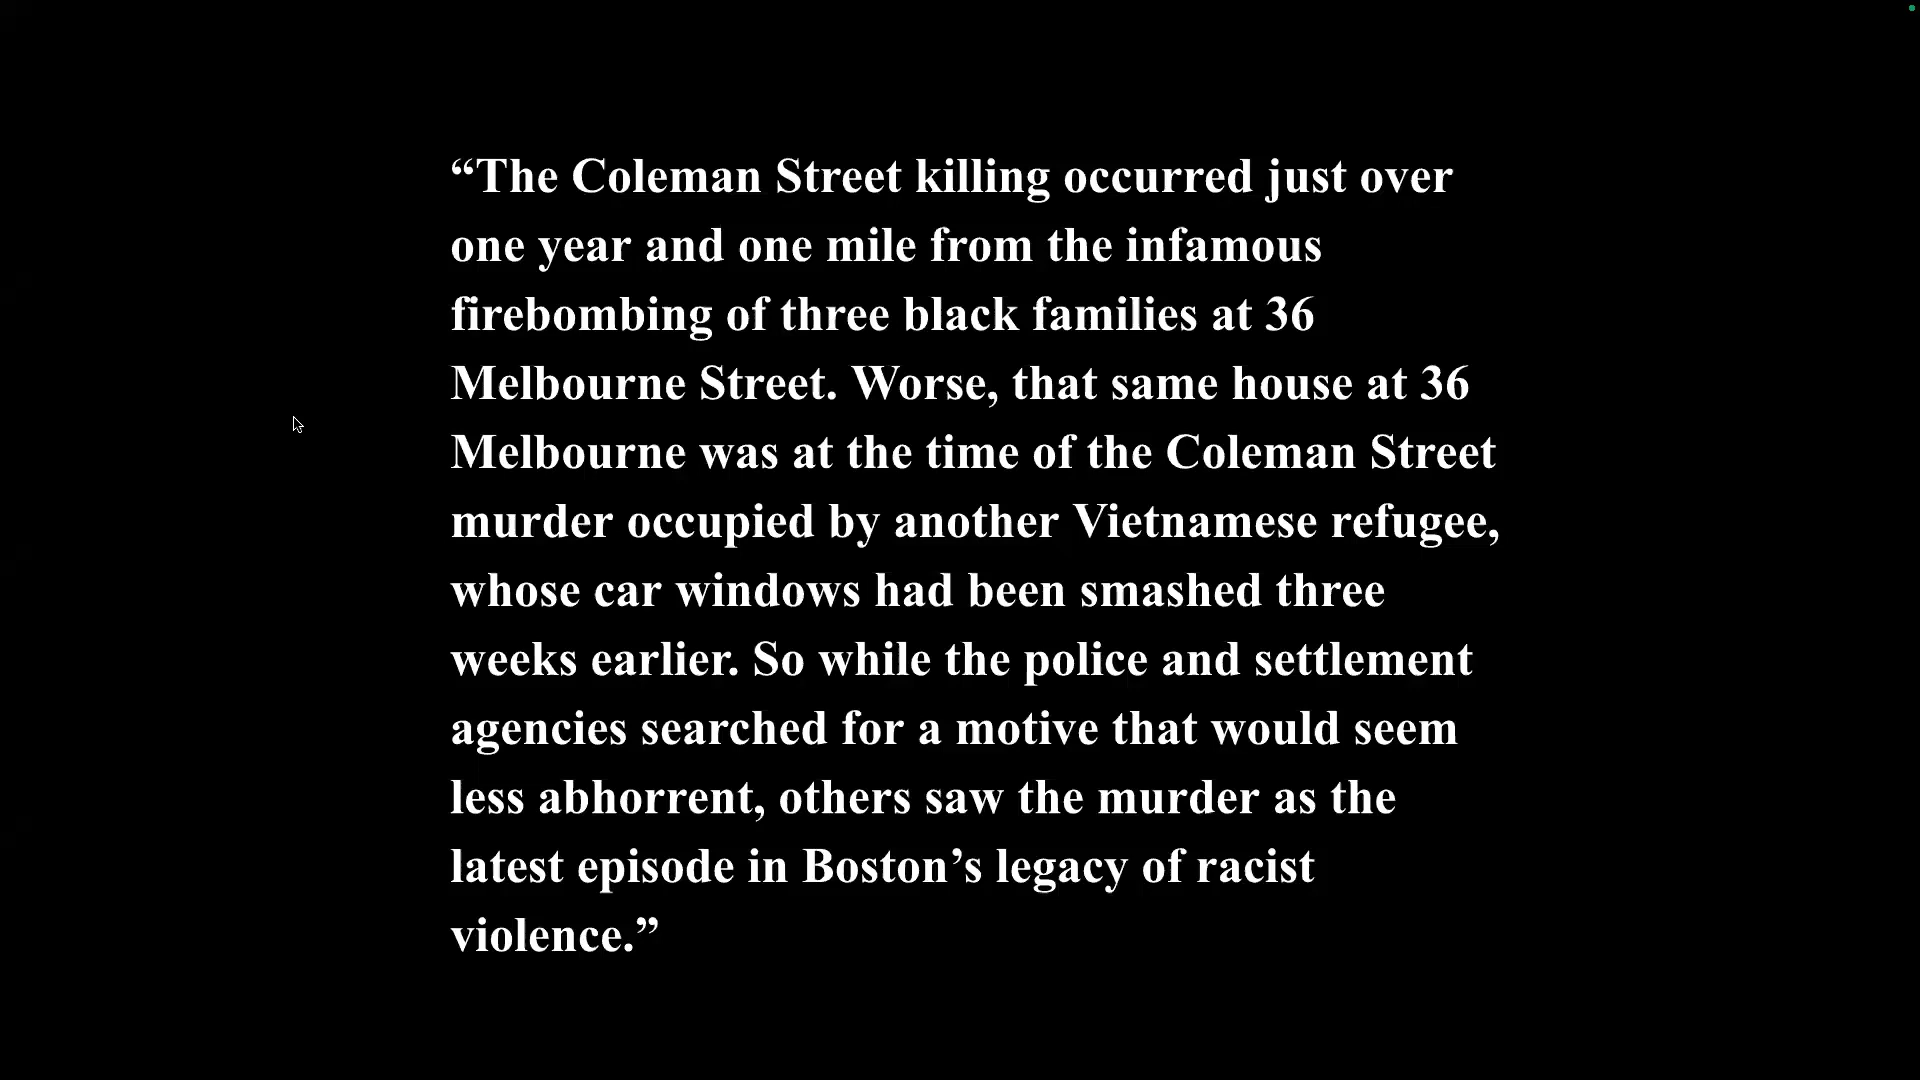 “The Coleman Street killing occurred just over
one year and one mile from the infamous
firebombing of three black families at 36
Melbourne Street. Worse, that same house at 36
Melbourne was at the time of the Coleman Street
murder occupied by another Vietnamese refugee,
whose car windows had been smashed three
weeks earlier. So while the police and settlement
agencies searched for a motive that would seem
less abhorrent, others saw the murder as the
latest episode in Boston’s legacy of racist
violence.”